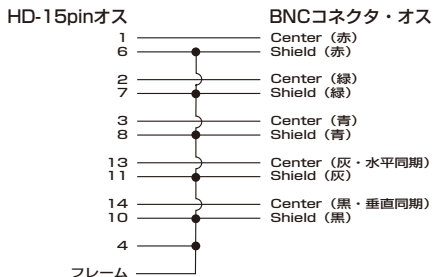 HD-15pinオス BNCコネクタ・オス
1 Center（赤）
6 Shield（赤）
2 Center（緑）
7 Shield（緑）
3 Center（青）
8 Shield（青）
13 Center（灰・水平同期）
11 Shield（灰）
14 Center（黒・垂直同期）
10 Shield（黒）
4
フレーム